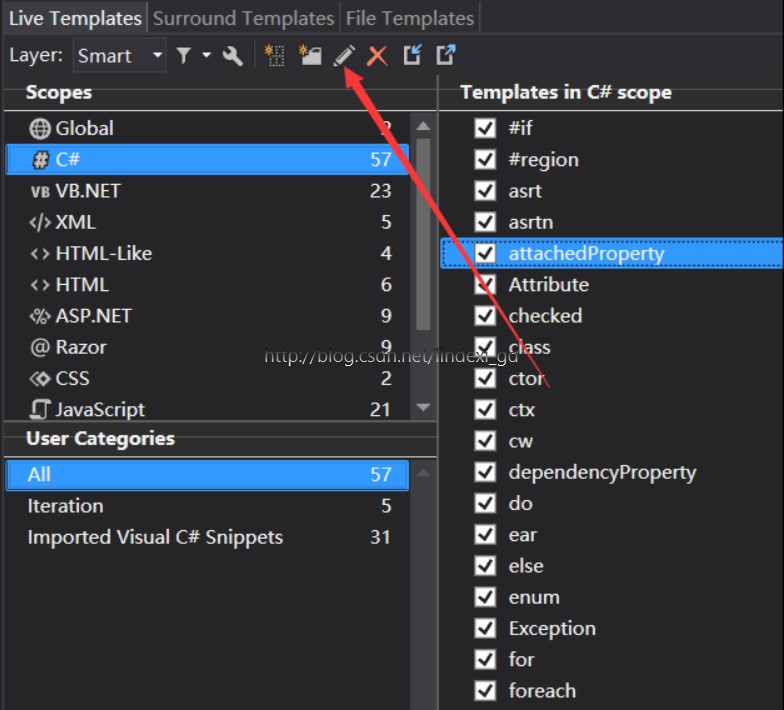 Live Templates Surround Templates File Templates
Layer: Smart
Scopes
Global 2
# C# 57
VB VB.NET 23
</> XML 5
<> HTML-Like 4
<> HTML 6
<%> ASP.NET 9
@ Razor 9
CSS 2
JavaScript 21
User Categories
All 57
Iteration 5
Imported Visual C# Snippets 31
Templates in C# scope
#if
#region
asrt
asrtn
attachedProperty
Attribute
checked
class
http://blog.csdn.net/lindexi_gd
ctor
ctx
cw
dependencyProperty
do
ear
else
enum
Exception
for
foreach